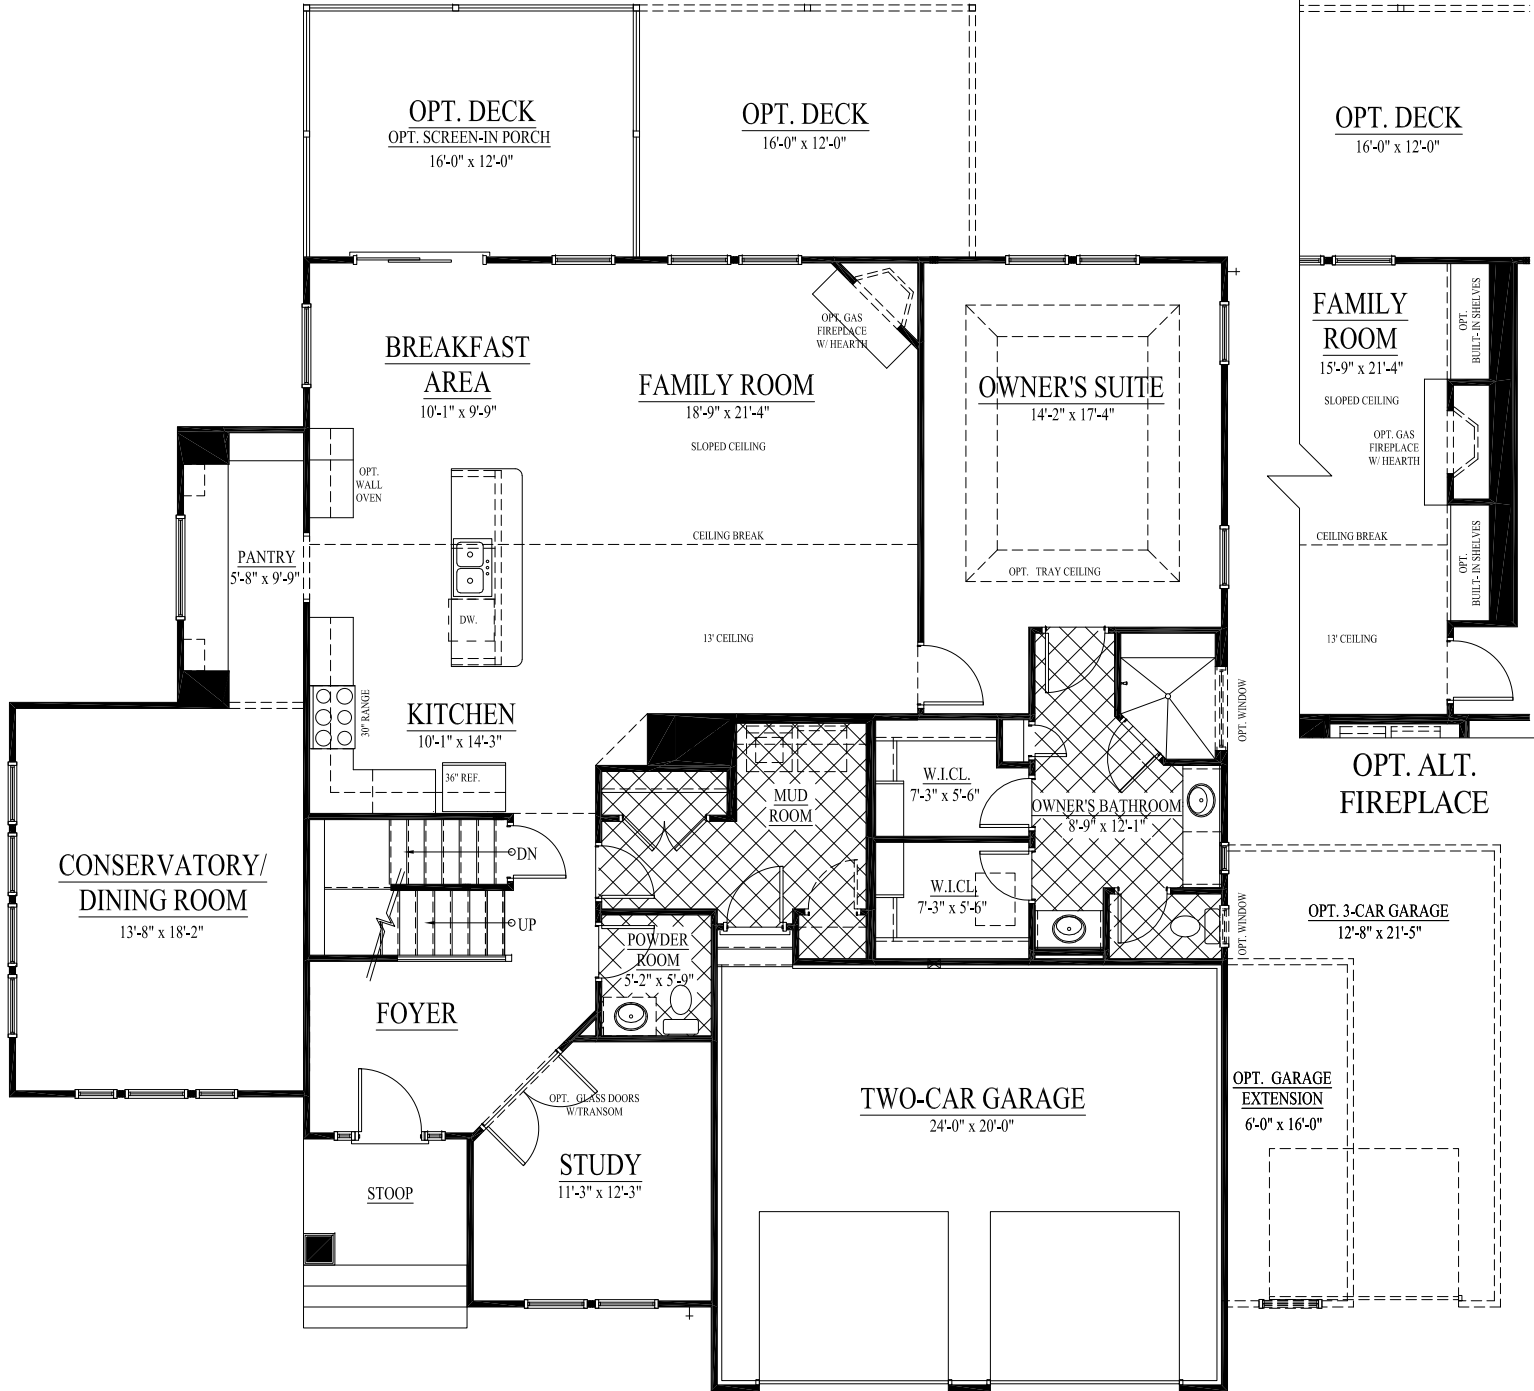 OPT. DECK
OPT. SCREEN-IN PORCH
16'-0" x 12'-0"
OPT. DECK
16'-0" x 12'-0"
OPT. DECK
16'-0" x 12'-0"
BREAKFAST
AREA
10'-1" x 9'-9"
FAMILY ROOM
18'-9" x 21'-4"
SLOPED CEILING
OPT. GAS
FIREPLACE
W/ HEARTH
OWNER'S SUITE
14'-2" x 17'-4"
OPT. TRAY CEILING
FAMILY
ROOM
15'-9" x 21'-4"
SLOPED CEILING
OPT. GAS
FIREPLACE
W/ HEARTH
OPT.
BUILT- IN SHELVES
CEILING BREAK
OPT.
BUILT- IN SHELVES
13' CEILING
OPT. ALT.
FIREPLACE
OPT.
WALL
OVEN
PANTRY
5'-8" x 9'-9"
CEILING BREAK
DW.
13' CEILING
30" RANGE
KITCHEN
10'-1" x 14'-3"
36" REF.
MUD
ROOM
W.I.CL.
7'-3" x 5'-6"
OWNER'S BATHROOM
8'-9" x 12'-1"
OPT. WINDOW
W.I.CL.
7'-3" x 5'-6"
OPT. WINDOW
CONSERVATORY/
DINING ROOM
13'-8" x 18'-2"
DN
UP
POWDER
ROOM
5'-2" x 5'-9"
FOYER
OPT. 3-CAR GARAGE
12'-8" x 21'-5"
OPT. GLASS DOORS
W/TRANSOM
TWO-CAR GARAGE
24'-0" x 20'-0"
OPT. GARAGE
EXTENSION
6'-0" x 16'-0"
STUDY
11'-3" x 12'-3"
STOOP